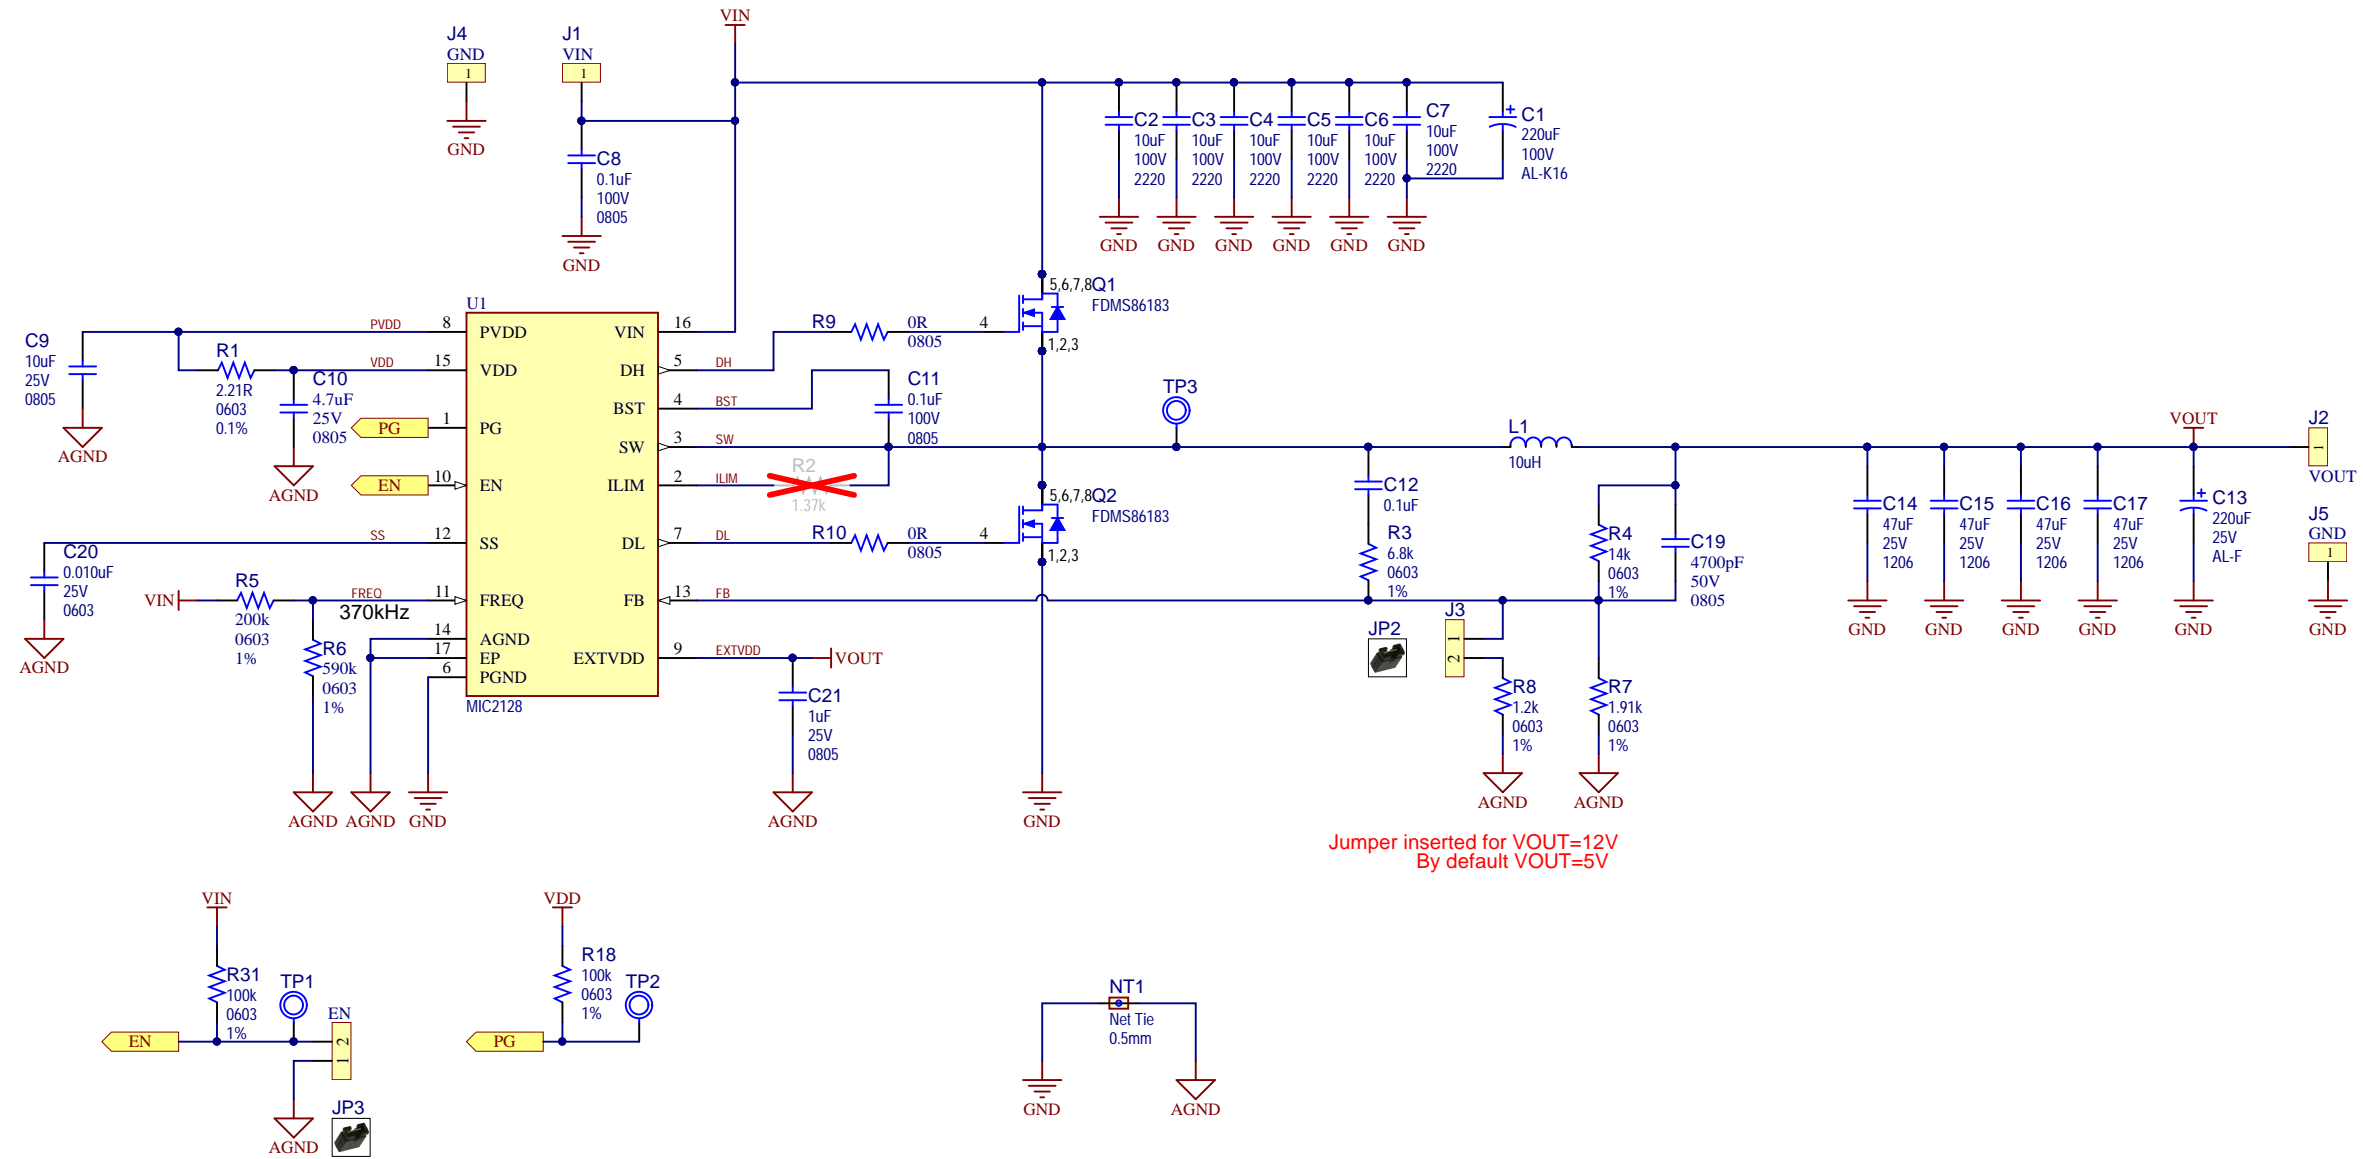 VIN
J4
GND
1
GND
J1
VIN
1
C8
0.1uF
100V
0805
GND
C2
10uF
100V
2220
GND
C3
10uF
100V
2220
GND
C4
10uF
100V
2220
GND
C5
10uF
100V
2220
GND
C6
10uF
100V
2220
GND
C7
10uF
100V
2220
GND
+ C1
220uF
100V
AL-K16
C9
10uF
25V
0805
AGND
R1
2.21R
0603
0.1%
C10
4.7uF
25V
0805
AGND
PG
EN
C20
0.010uF
25V
0603
AGND
VIN
R5
200k
0603
1%
R6
590k
0603
1%
AGND
AGND
GND
PVDD
VDD
SS
FREQ
370kHz
U1
8 PVDD
15 VDD
1 PG
10 EN
12 SS
11 FREQ
14 AGND
17 EP
6 PGND
VIN 16
DH 5
BST 4
SW 3
ILIM 2
DL 7
FB 13
EXTVDD 9
MIC2128
DH
BST
SW
ILIM
DL
FB
EXTVDD
R9
0R
0805
4
5,6,7,8
Q1
FDMS86183
1,2,3
C11
0.1uF
100V
0805
R2
1.37k
R10
0R
0805
4
5,6,7,8
Q2
FDMS86183
1,2,3
GND
VOUT
C21
1uF
25V
0805
AGND
TP3
L1
10uH
C12
0.1uF
R3
6.8k
0603
1%
R4
14k
0603
1%
C19
4700pF
50V
0805
JP2
J3
1
2
R8
1.2k
0603
1%
AGND
R7
1.91k
0603
1%
AGND
C14
47uF
25V
1206
GND
C15
47uF
25V
1206
GND
C16
47uF
25V
1206
GND
C17
47uF
25V
1206
GND
VOUT
+ C13
220uF
25V
AL-F
GND
J2
1
VOUT
J5
GND
1
GND
Jumper inserted for VOUT=12V
By default VOUT=5V
VIN
R31
100k
0603
1%
TP1
EN
EN
2
1
AGND
JP3
VDD
R18
100k
0603
1%
TP2
PG
NT1
Net Tie
0.5mm
GND
AGND